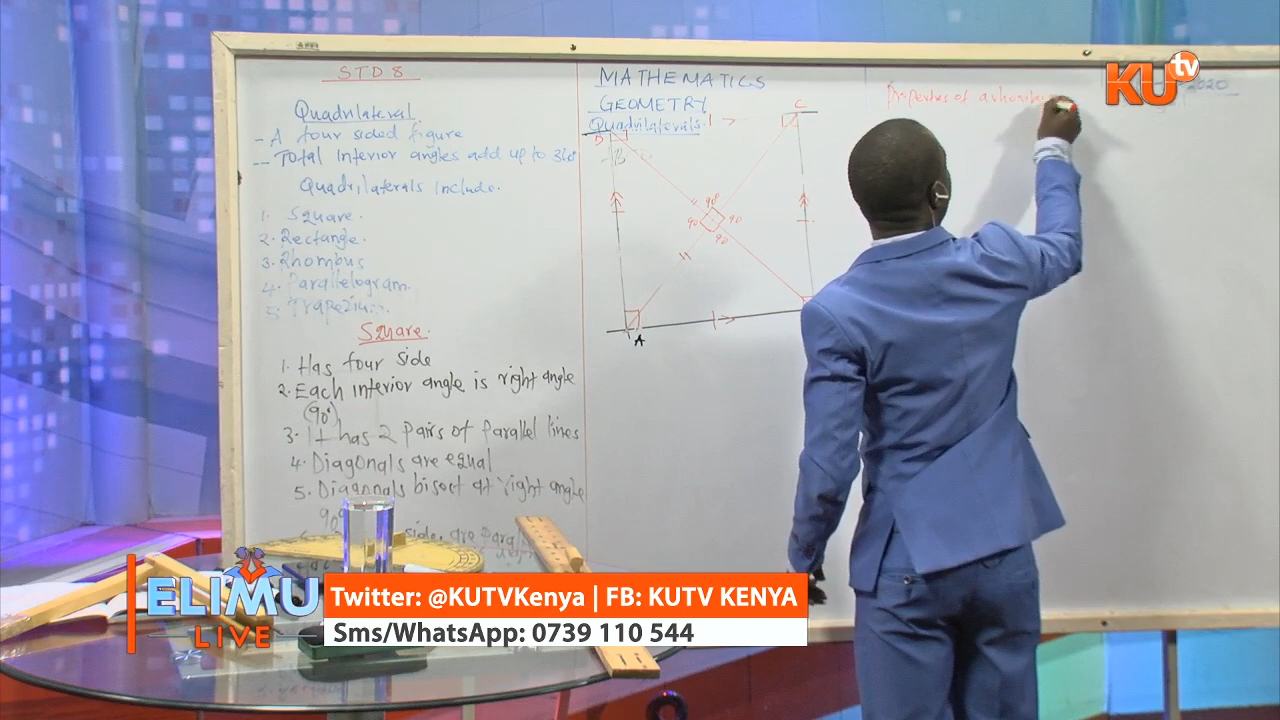 STD 8
Quadrilateral
- A four sided figure
- Total Interior angles add up to 360°
Quadrilaterals include.
1. Square.
2. Rectangle.
3. Rhombus
4. Parallelogram.
5. Trapezium.
Square.
1. Has four side
2. Each interior angle is right angle
(90°)
3. It has 2 pairs of parallel lines
4. Diagonals are equal
5. Diagonals bisect at right angle
90°
side are
MATHEMATICS
GEOMETRY
Quadrilaterals.
C
D
90°
90
90
90
A
Properties of a rhombus
2020
KU tv
ELIMU
LIVE
Twitter: @KUTVKenya | FB: KUTV KENYA
Sms/WhatsApp: 0739 110 544